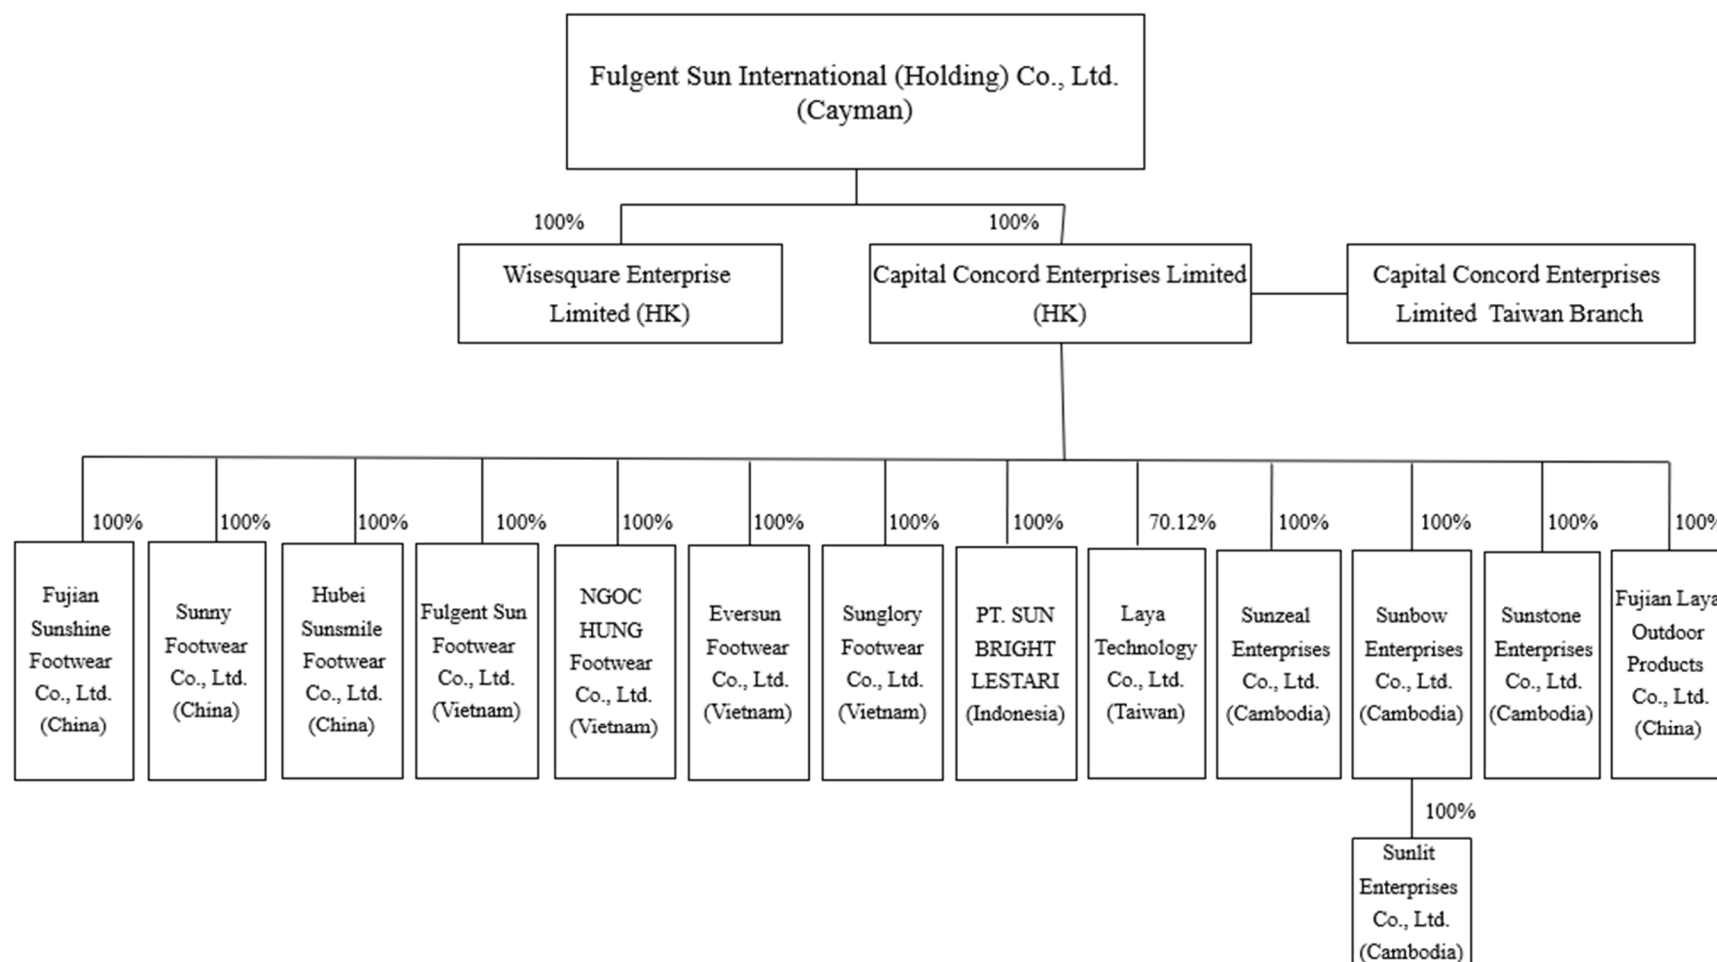 Fulgent Sun International (Holding) Co., Ltd.
(Cayman)
100%
100%
Wisesquare Enterprise
Limited (HK)
Capital Concord Enterprises Limited
(HK)
Capital Concord Enterprises
Limited Taiwan Branch
100%
100%
100%
100%
100%
100%
100%
100%
70.12%
100%
100%
100%
100%
Fujian
Sunshine
Footwear
Co., Ltd.
(China)
Sunny
Footwear
Co., Ltd.
(China)
Hubei
Sunsmile
Footwear
Co., Ltd.
(China)
Fulgent Sun
Footwear
Co., Ltd.
(Vietnam)
NGOC
HUNG
Footwear
Co., Ltd.
(Vietnam)
Eversun
Footwear
Co., Ltd.
(Vietnam)
Sunglory
Footwear
Co., Ltd.
(Vietnam)
PT. SUN
BRIGHT
LESTARI
(Indonesia)
Laya
Technology
Co., Ltd.
(Taiwan)
Sunzeal
Enterprises
Co., Ltd.
(Cambodia)
Sunbow
Enterprises
Co., Ltd.
(Cambodia)
Sunstone
Enterprises
Co., Ltd.
(Cambodia)
Fujian Laya
Outdoor
Products
Co., Ltd.
(China)
100%
Sunlit
Enterprises
Co., Ltd.
(Cambodia)